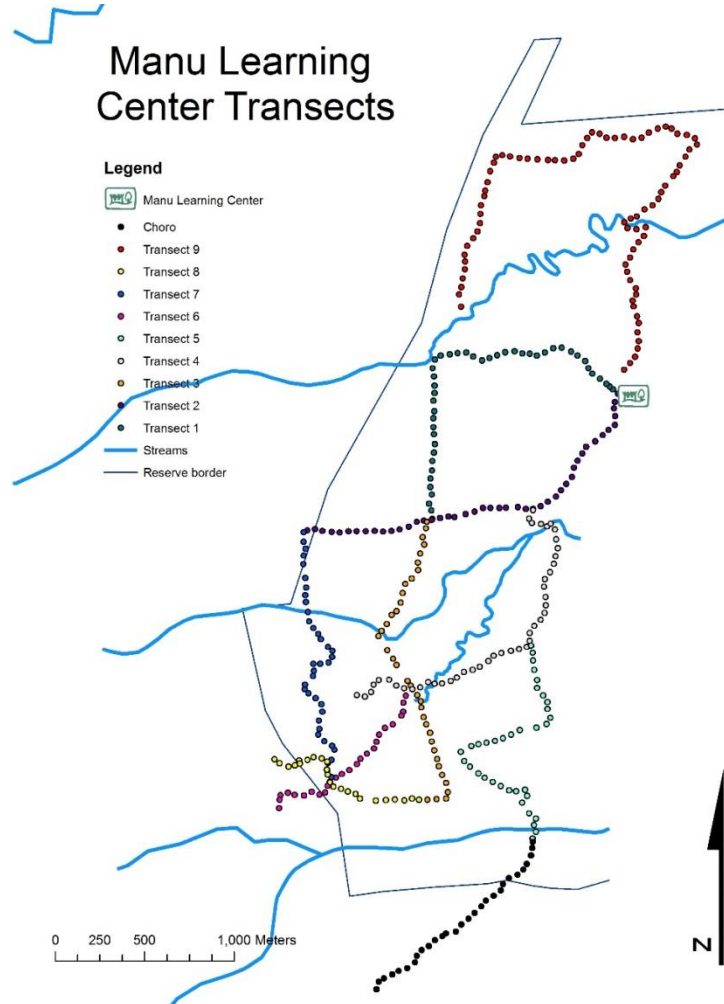 Manu Learning
Center Transects
Legend
Manu Learning Center
Choro
Transect 9
Transect 8
Transect 7
Transect 6
Transect 5
Transect 4
Transect 3
Transect 2
Transect 1
Streams
Reserve border
0 250 500 1,000 Meters
N